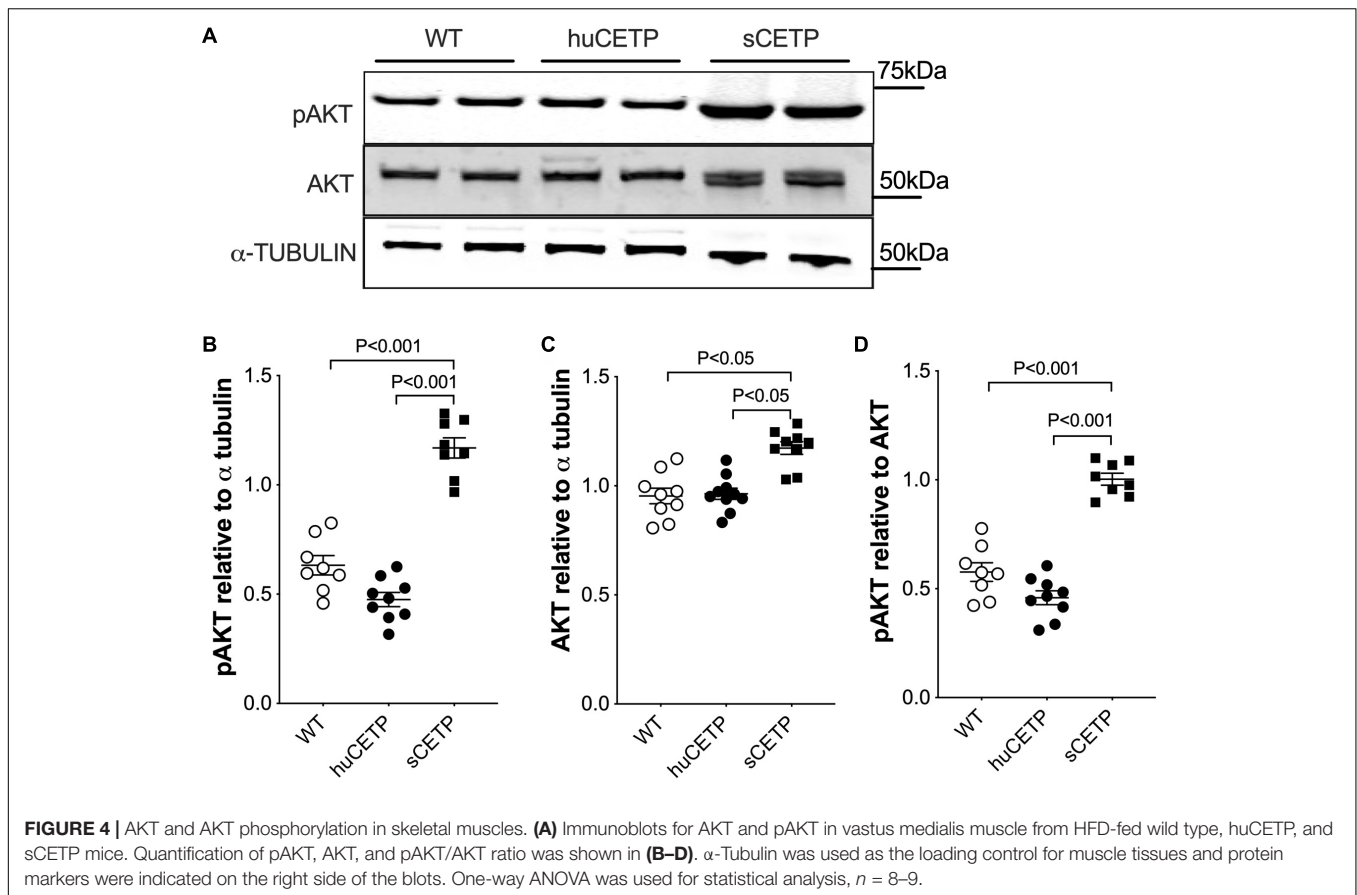 A
WT huCETP sCETP
75kDa
pAKT
AKT
50kDa
α-TUBULIN
50kDa
B
P<0.001
P<0.001
pAKT relative to α tubulin
1.5
1.0
0.5
0.0
WT
huCETP
sCETP
C
P<0.05
P<0.05
AKT relative to α tubulin
1.5
1.0
0.5
0.0
WT
huCETP
sCETP
D
P<0.001
P<0.001
pAKT relative to AKT
1.5
1.0
0.5
0.0
WT
huCETP
sCETP
FIGURE 4 | AKT and AKT phosphorylation in skeletal muscles. (A) Immunoblots for AKT and pAKT in vastus medialis muscle from HFD-fed wild type, huCETP, and
sCETP mice. Quantification of pAKT, AKT, and pAKT/AKT ratio was shown in (B–D). α-Tubulin was used as the loading control for muscle tissues and protein
markers were indicated on the right side of the blots. One-way ANOVA was used for statistical analysis, n = 8–9.